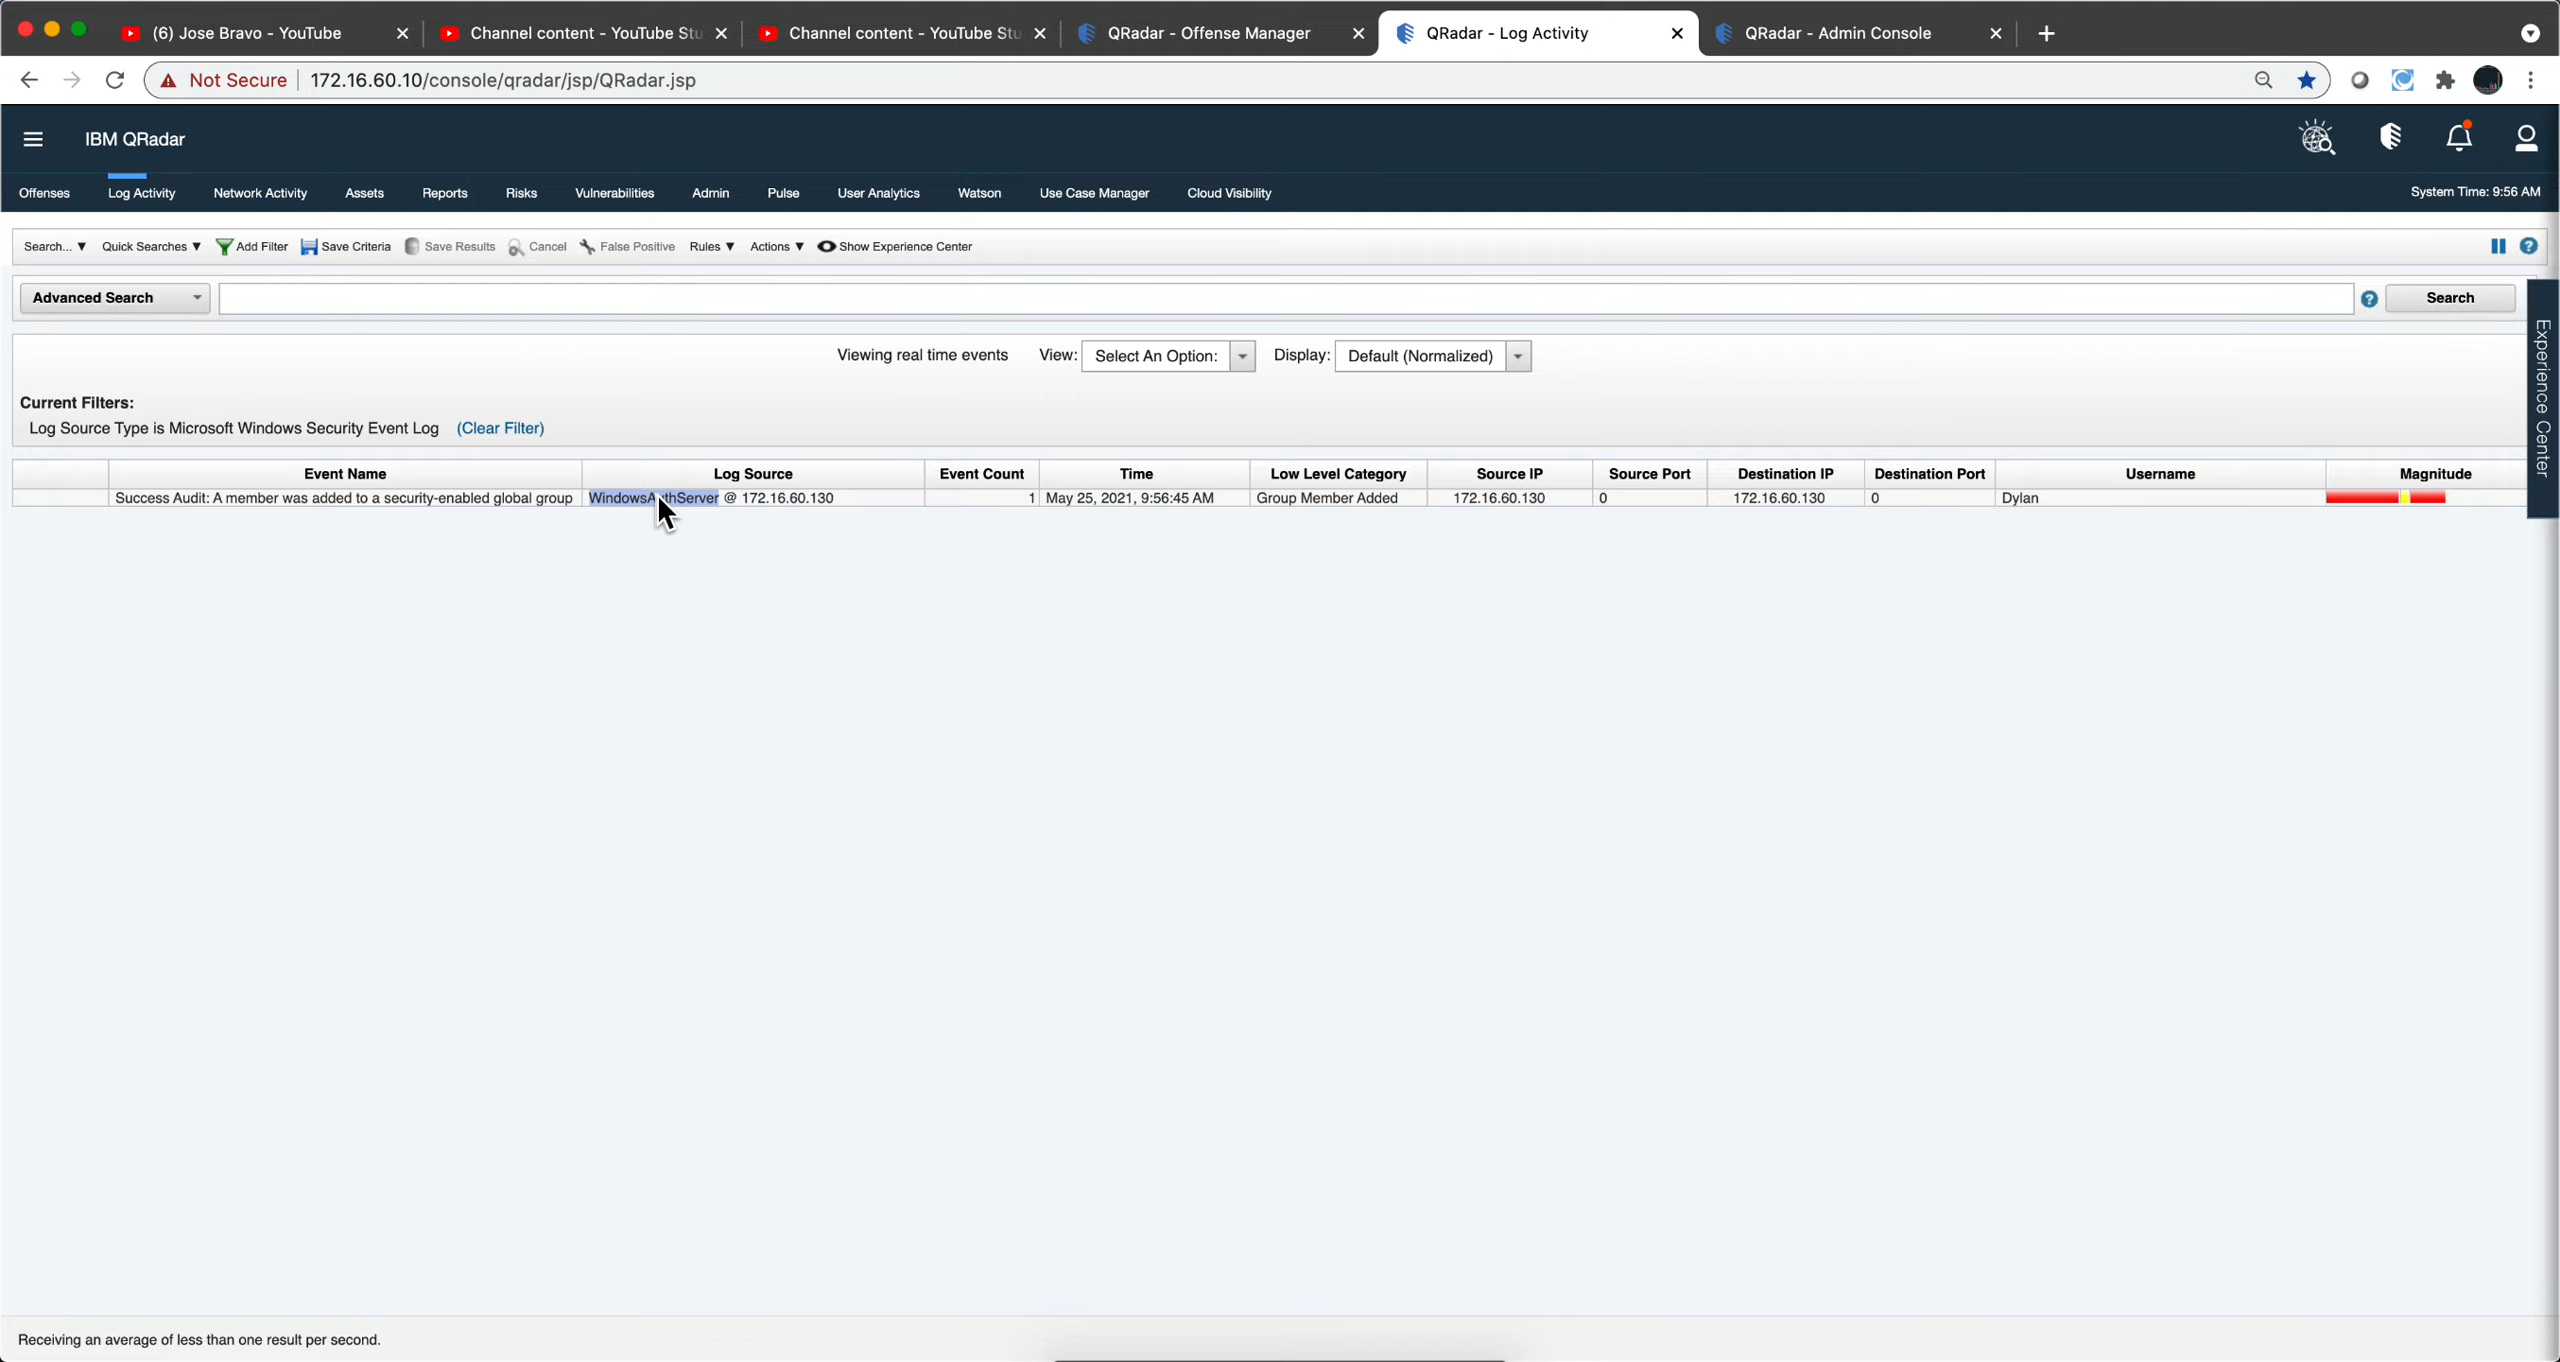 (6) Jose Bravo - YouTube
Channel content - YouTube Stu
Channel content - YouTube Stu
QRadar - Offense Manager
QRadar - Log Activity
QRadar - Admin Console
Not Secure 172.16.60.10/console/qradar/jsp/QRadar.jsp
IBM QRadar
Offenses Log Activity Network Activity Assets Reports Risks Vulnerabilities Admin Pulse User Analytics Watson Use Case Manager Cloud Visibility System Time: 9:56 AM
Search... Quick Searches Add Filter Save Criteria Save Results Cancel False Positive Rules Actions Show Experience Center
Advanced Search Search
Experience Center
Viewing real time events View: Select An Option: Display: Default (Normalized)
Current Filters:
Log Source Type is Microsoft Windows Security Event Log (Clear Filter)
Event Name Log Source Event Count Time Low Level Category Source IP Source Port Destination IP Destination Port Username Magnitude
Success Audit: A member was added to a security-enabled global group WindowsAuthServer @ 172.16.60.130 1 May 25, 2021, 9:56:45 AM Group Member Added 172.16.60.130 0 172.16.60.130 0 Dylan
Receiving an average of less than one result per second.